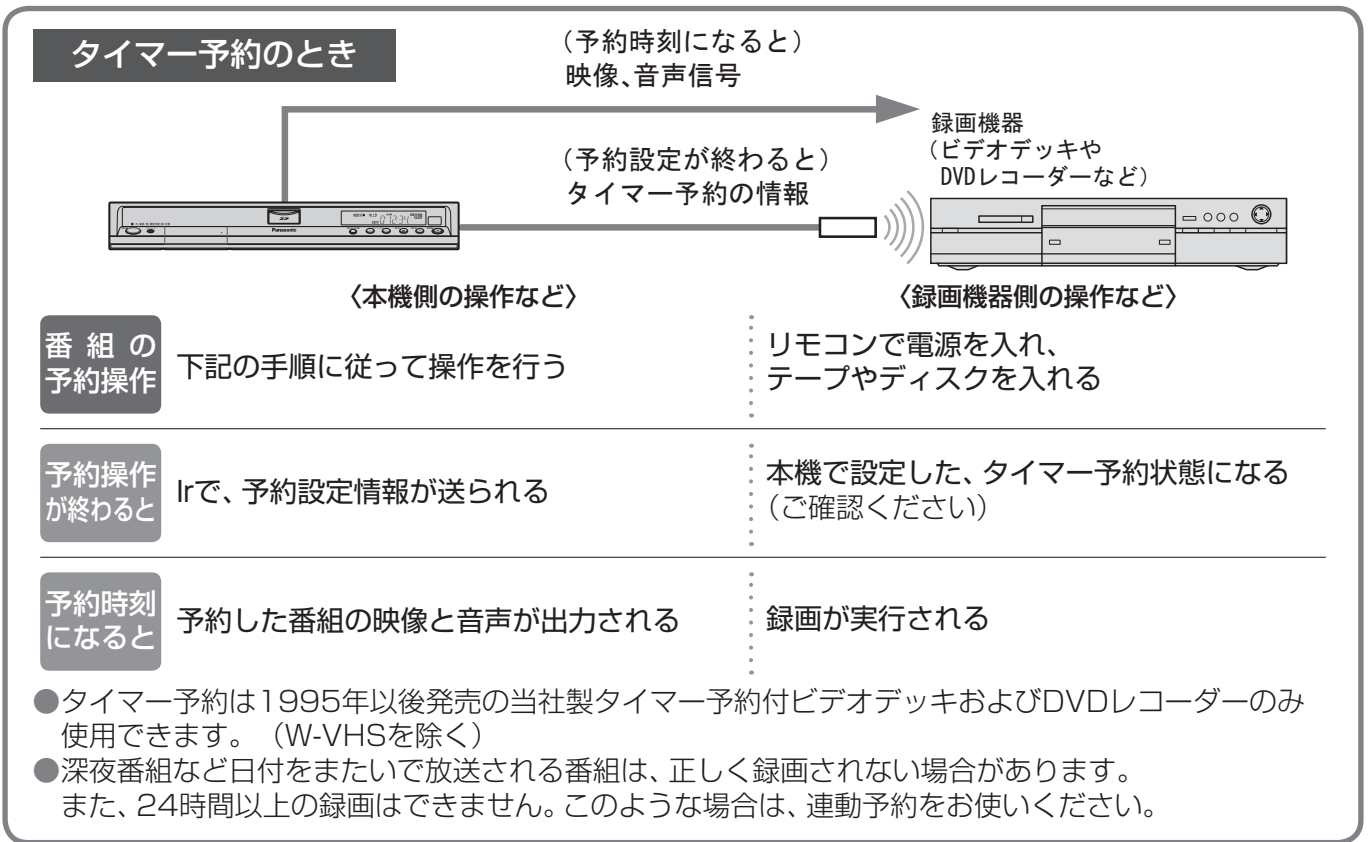 タイマー予約のとき
（予約時刻になると）
映像、音声信号
（予約設定が終わると）
タイマー予約の情報
録画機器
（ビデオデッキや
DVDレコーダーなど）
Panasonic
〈本機側の操作など〉
〈録画機器側の操作など〉
番組の
予約操作
下記の手順に従って操作を行う
リモコンで電源を入れ、
テープやディスクを入れる
予約操作
が終わると
Irで、予約設定情報が送られる
本機で設定した、タイマー予約状態になる
（ご確認ください）
予約時刻
になると
予約した番組の映像と音声が出力される
録画が実行される
●タイマー予約は1995年以後発売の当社製タイマー予約付ビデオデッキおよびDVDレコーダーのみ
使用できます。（W-VHSを除く）
●深夜番組など日付をまたいで放送される番組は、正しく録画されない場合があります。
また、24時間以上の録画はできません。このような場合は、連動予約をお使いください。